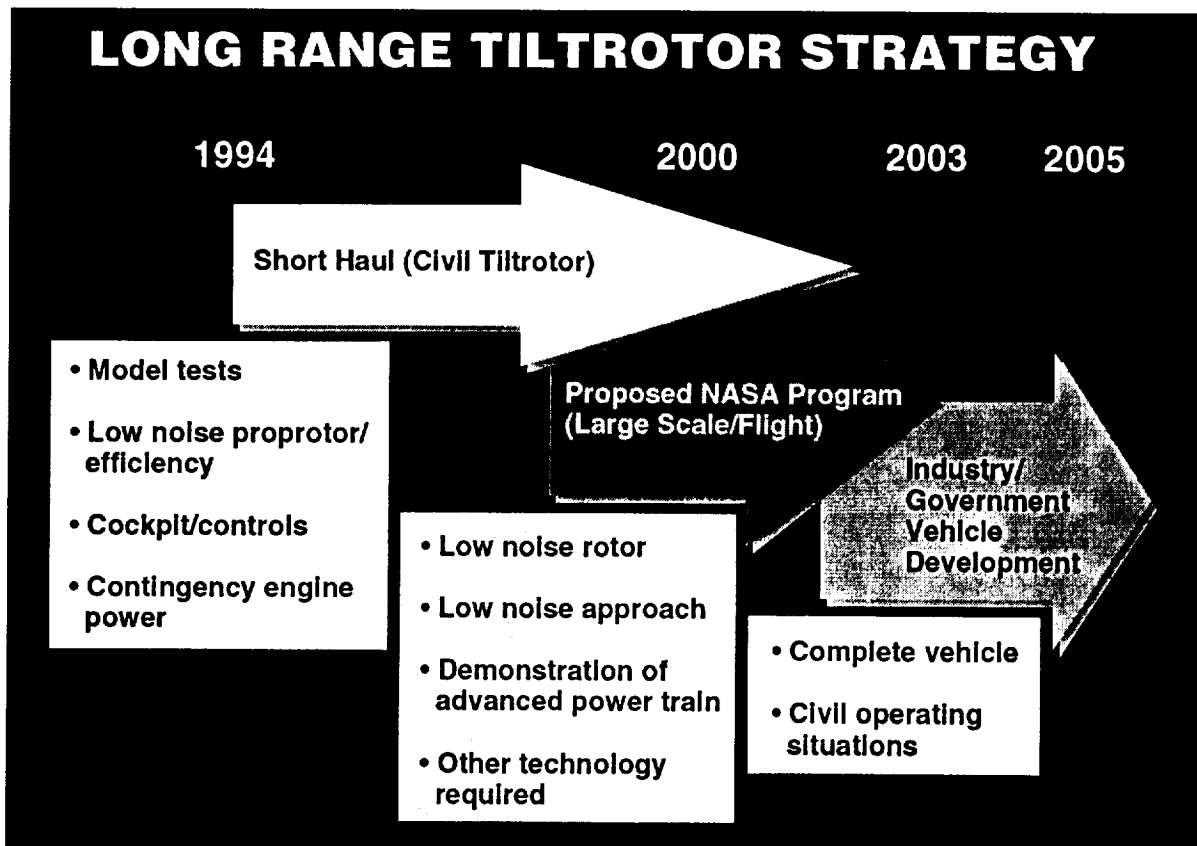 LONG RANGE TILTROTOR STRATEGY
1994
2000
2003
2005
Short Haul (Civil Tiltrotor)
• Model tests
• Low noise proprotor/
efficiency
• Cockpit/controls
• Contingency engine
power
Proposed NASA Program
(Large Scale/Flight)
• Low noise rotor
• Low noise approach
• Demonstration of
advanced power train
• Other technology
required
Industry/
Government
Vehicle
Development
• Complete vehicle
• Civil operating
situations